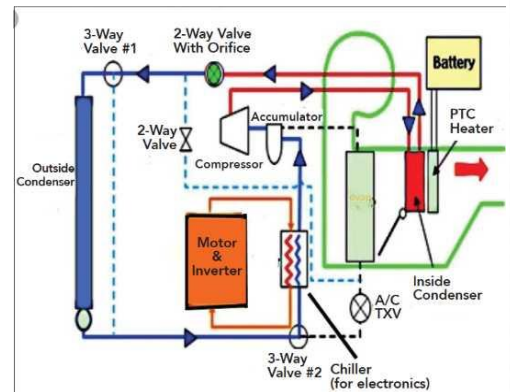 3-Way
Valve #1
2-Way Valve
With Orifice
Battery
PTC
Heater
Accumulator
2-Way
Valve
Compressor
Outside
Condenser
Motor
&
Inverter
Inside
Condenser
A/C
TXV
3-Way
Valve #2
Chiller
(for electronics)